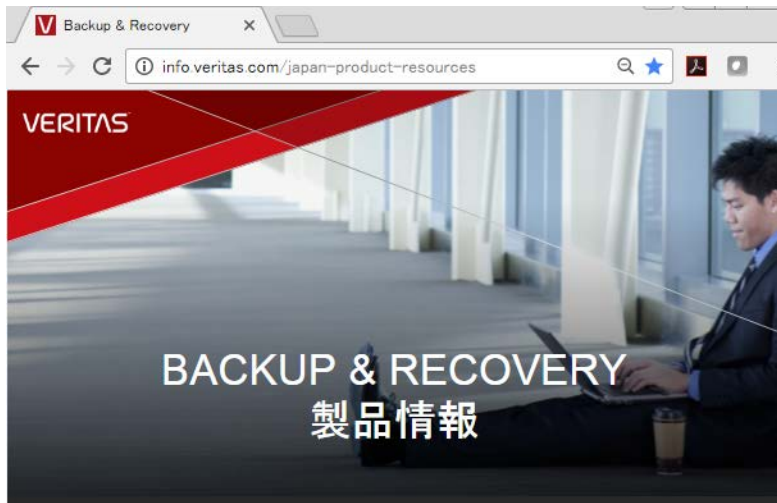 Backup & Recovery
info.veritas.com/japan-product-resources
VERITAS
BACKUP & RECOVERY
製品情報